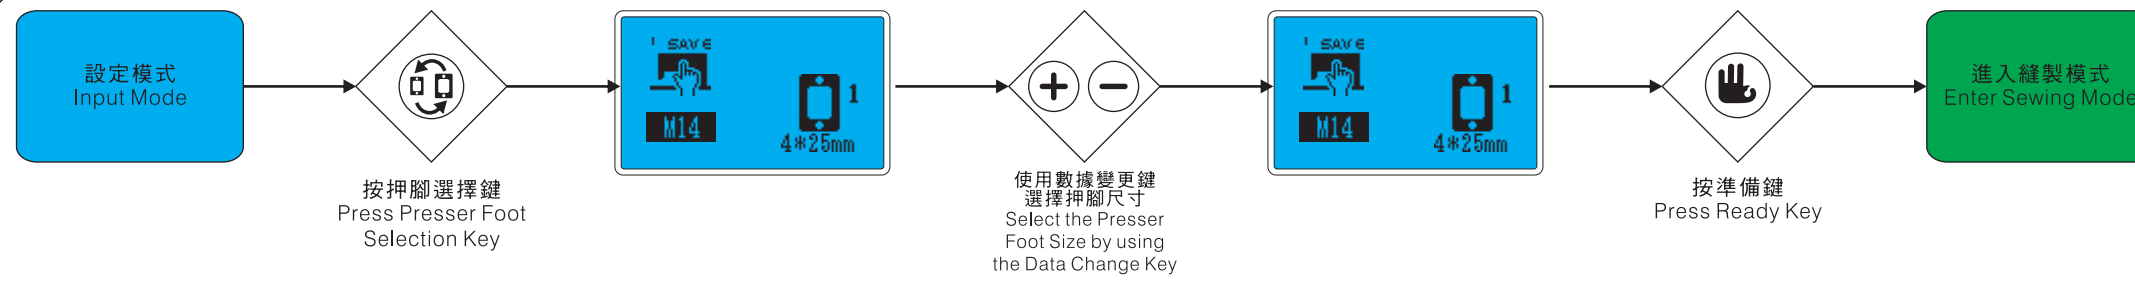 設定模式
Input Mode
按押腳選擇鍵
Press Presser Foot
Selection Key
SAVE
1
M14
4*25mm
使用數據變更鍵
選擇押腳尺寸
Select the Presser
Foot Size by using
the Data Change Key
SAVE
1
M14
4*25mm
按準備鍵
Press Ready Key
進入縫製模式
Enter Sewing Mode